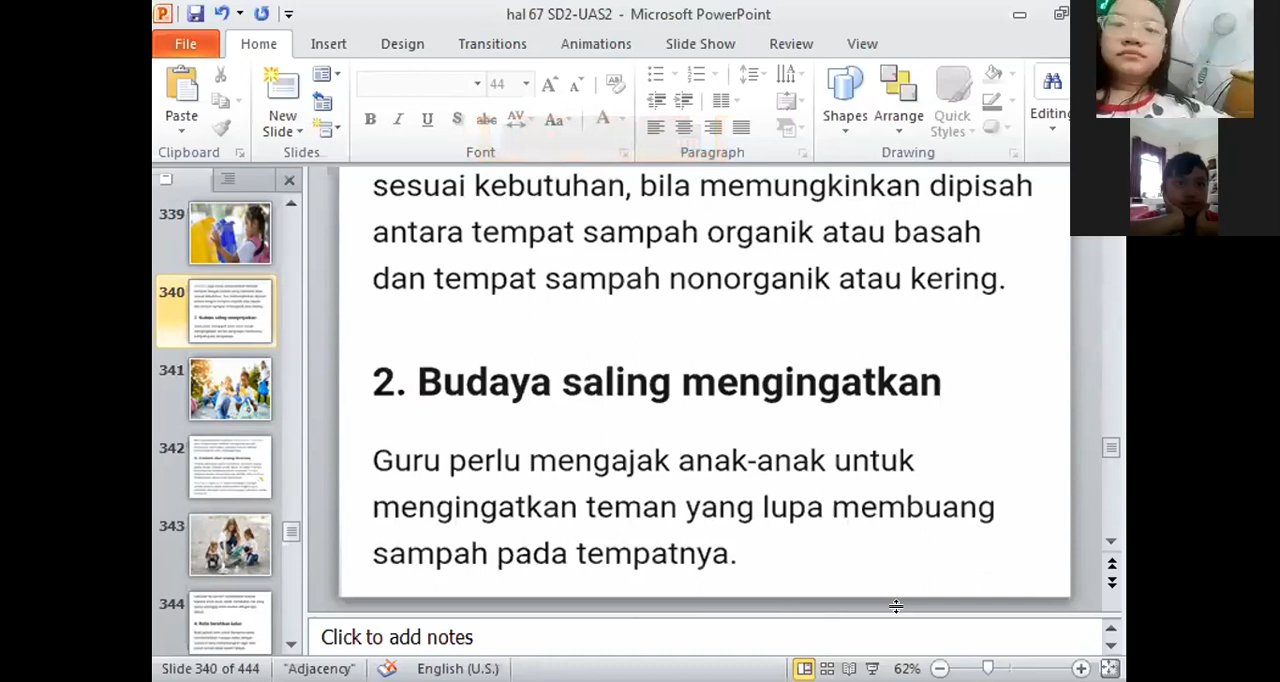 hal 67 SD2-UAS2 - Microsoft PowerPoint
File Home Insert Design Transitions Animations Slide Show Review View
44
Paste
New Slide
Shapes Arrange Quick Styles
Editing
Clipboard Slides Font Paragraph Drawing
sesuai kebutuhan, bila memungkinkan dipisah
antara tempat sampah organik atau basah
dan tempat sampah nonorganik atau kering.
2. Budaya saling mengingatkan
Guru perlu mengajak anak-anak untuk
mengingatkan teman yang lupa membuang
sampah pada tempatnya.
339
340
341
342
343
344
Click to add notes
Slide 340 of 444 "Adjacency" English (U.S.) 62%